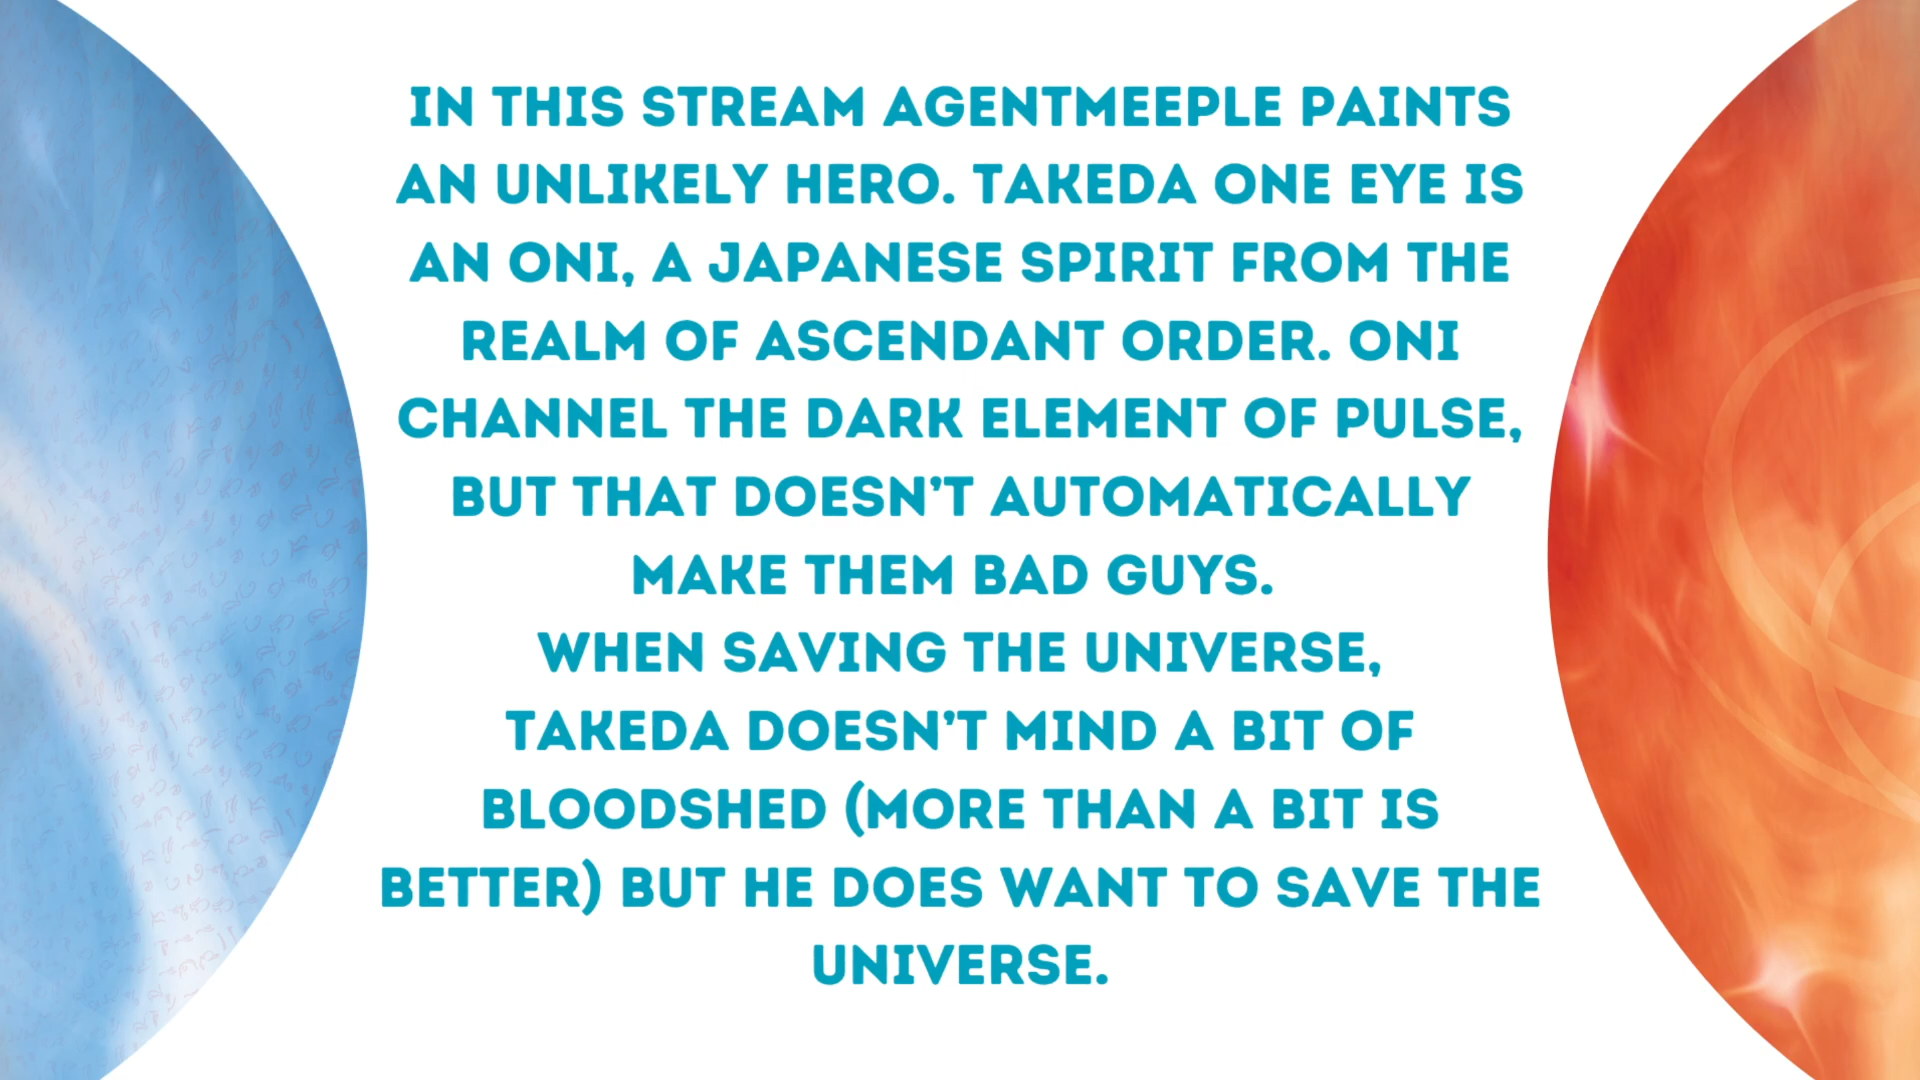 IN THIS STREAM AGENTMEEPLE PAINTS
AN UNLIKELY HERO. TAKEDA ONE EYE IS
AN ONI, A JAPANESE SPIRIT FROM THE
REALM OF ASCENDANT ORDER. ONI
CHANNEL THE DARK ELEMENT OF PULSE,
BUT THAT DOESN'T AUTOMATICALLY
MAKE THEM BAD GUYS.
WHEN SAVING THE UNIVERSE,
TAKEDA DOESN'T MIND A BIT OF
BLOODSHED (MORE THAN A BIT IS
BETTER) BUT HE DOES WANT TO SAVE THE
UNIVERSE.